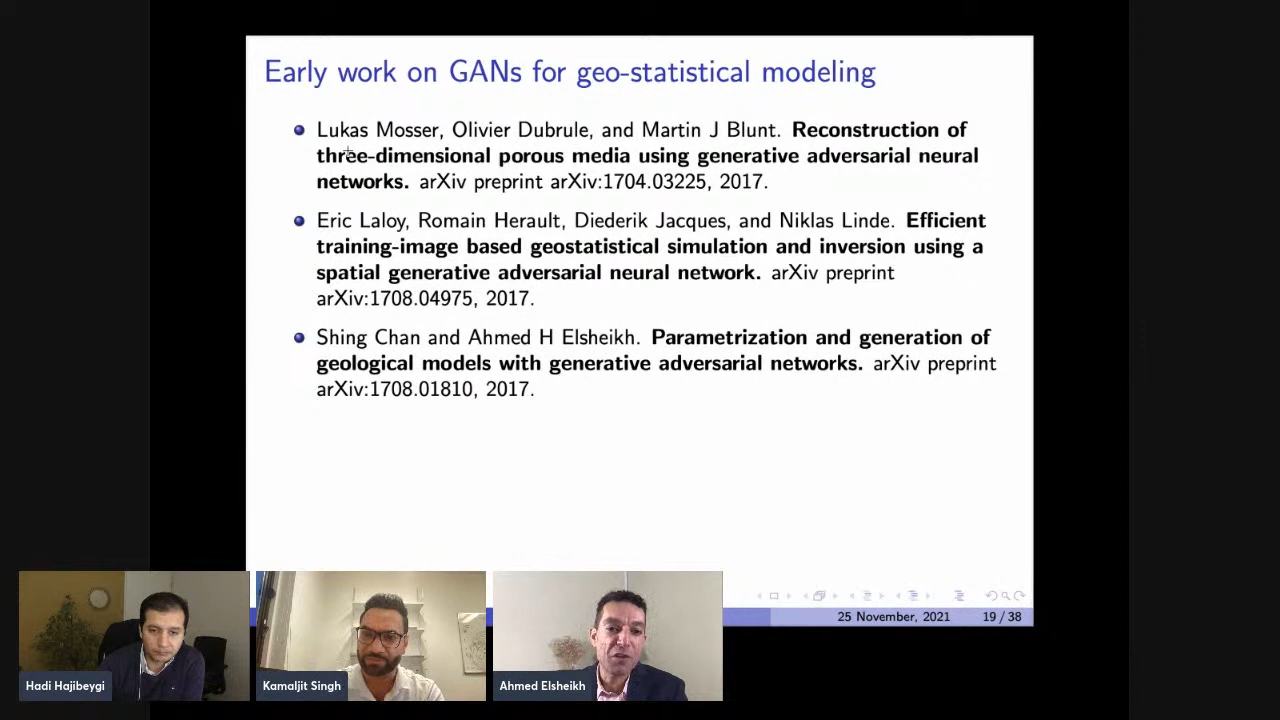 Early work on GANs for geo-statistical modeling
Lukas Mosser, Olivier Dubrule, and Martin J Blunt. Reconstruction of
three-dimensional porous media using generative adversarial neural
networks. arXiv preprint arXiv:1704.03225, 2017.
Eric Laloy, Romain Herault, Diederik Jacques, and Niklas Linde. Efficient
training-image based geostatistical simulation and inversion using a
spatial generative adversarial neural network. arXiv preprint
arXiv:1708.04975, 2017.
Shing Chan and Ahmed H Elsheikh. Parametrization and generation of
geological models with generative adversarial networks. arXiv preprint
arXiv:1708.01810, 2017.
25 November, 2021 19 / 38
Hadi Hajibeygi
Kamaljit Singh
Ahmed Elsheikh